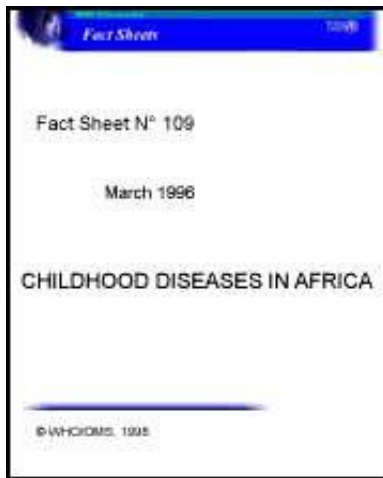 Fact Sheets
Fact Sheet N° 109
March 1996
CHILDHOOD DISEASES IN AFRICA
© WHO/OMS, 1998